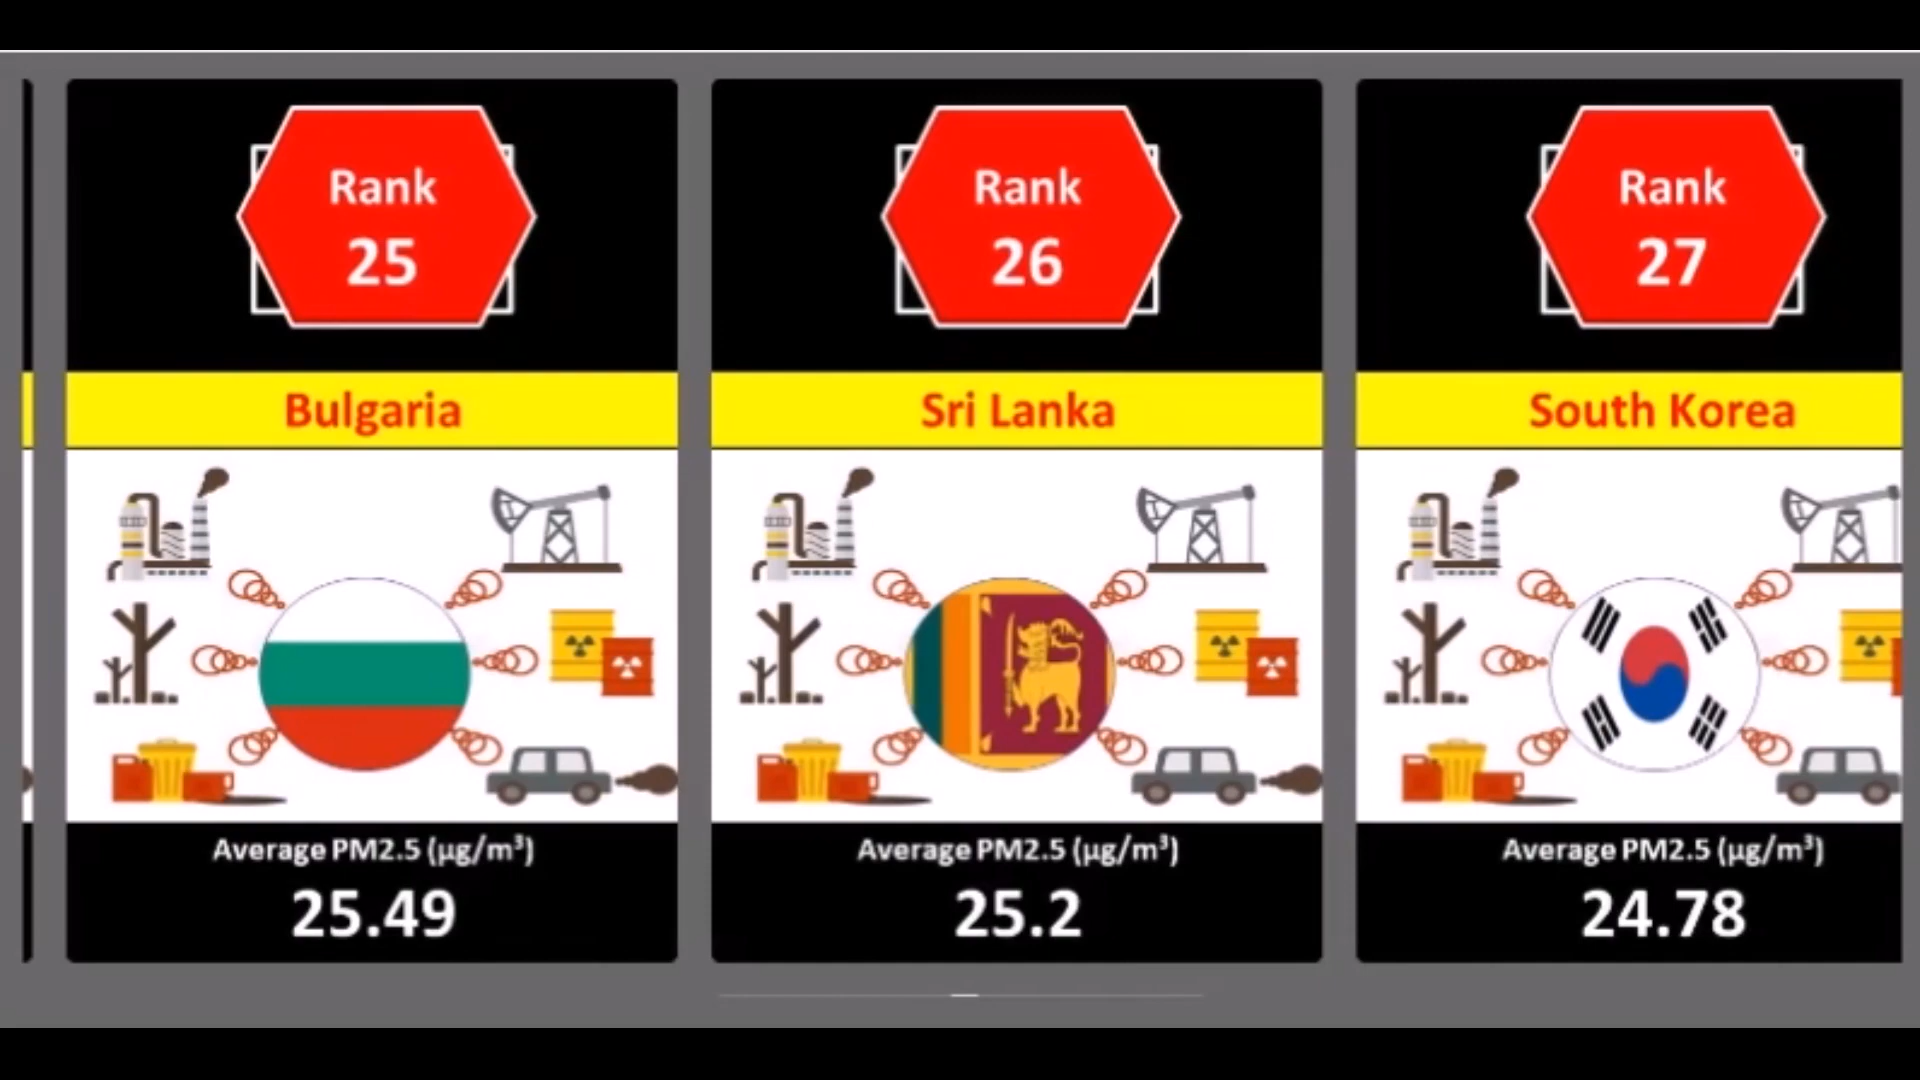 Rank
25
Bulgaria
Average PM2.5 (µg/m³)
25.49
Rank
26
Sri Lanka
Average PM2.5 (µg/m³)
25.2
Rank
27
South Korea
Average PM2.5 (µg/m³)
24.78